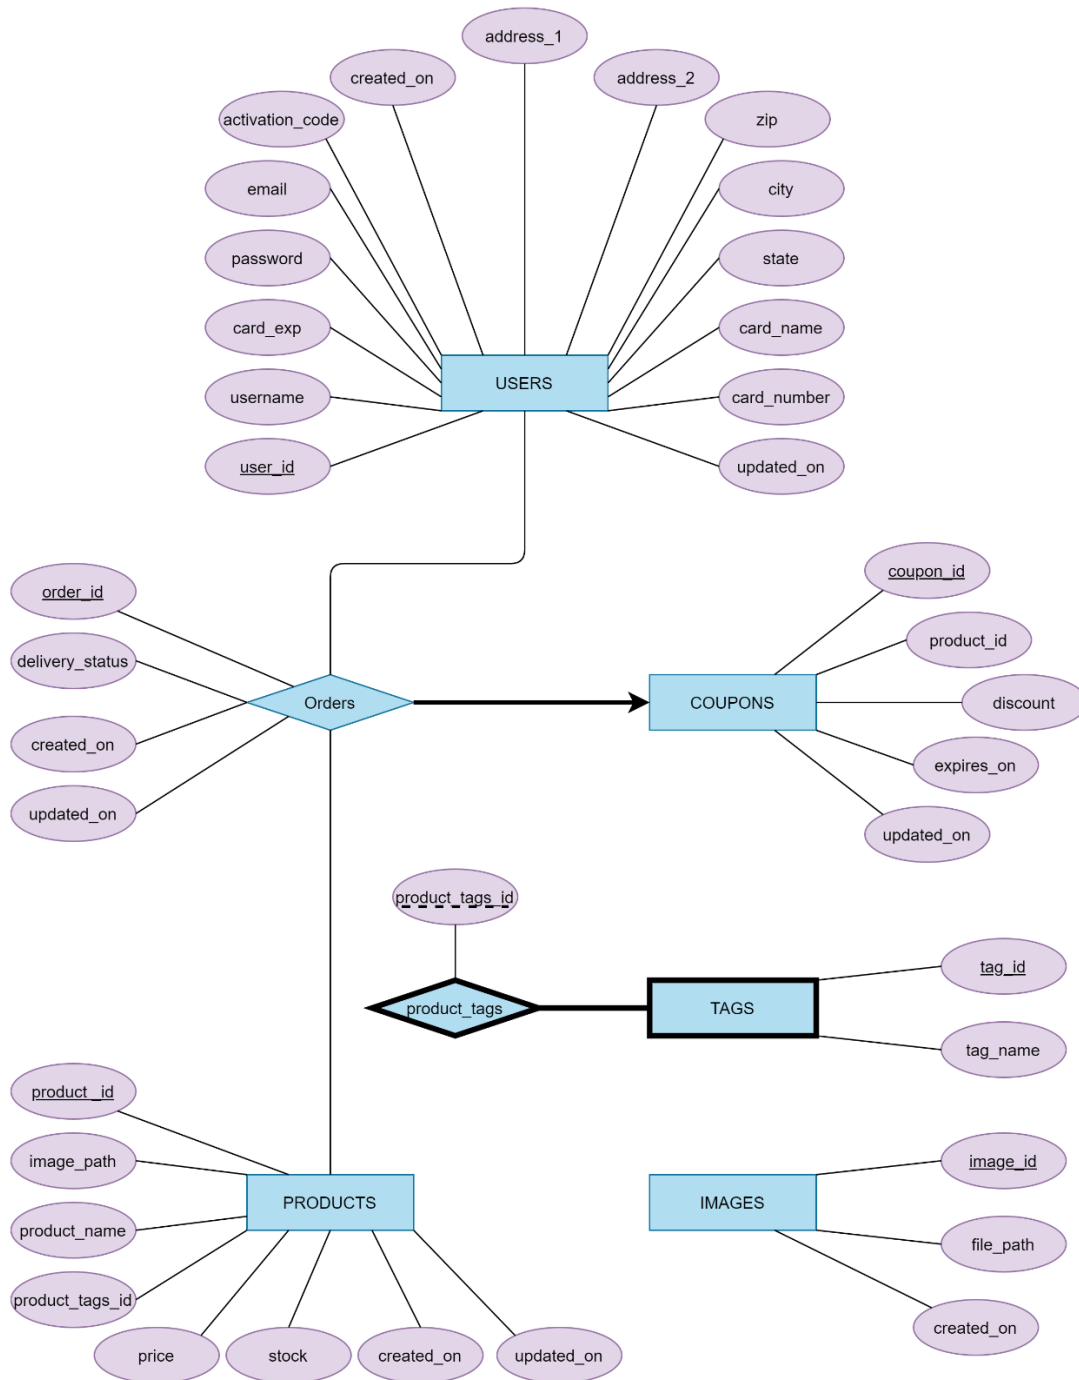 address_1
created_on
address_2
activation_code
zip
email
city
password
state
card_exp
card_name
USERS
username
card_number
user_id
updated_on
order_id
coupon_id
delivery_status
product_id
Orders
COUPONS
discount
created_on
expires_on
updated_on
updated_on
product_tags_id
tag_id
product_tags
TAGS
tag_name
product _id
image_path
image_id
PRODUCTS
IMAGES
product_name
file_path
product_tags_id
created_on
price
stock
created_on
updated_on